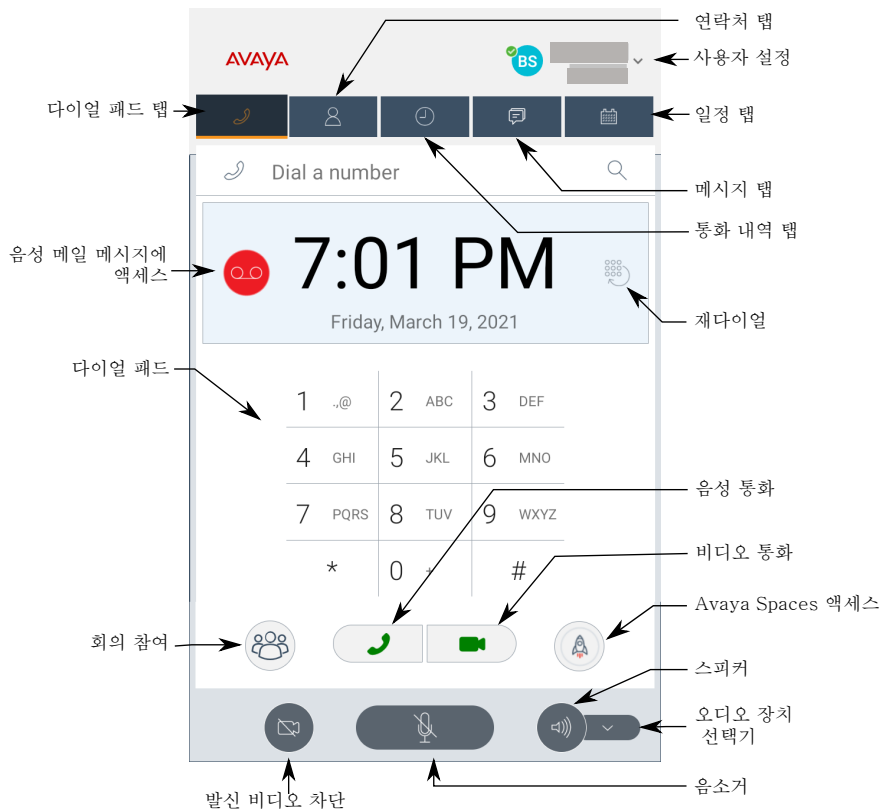 연락처 탭
AVAYA
BS
사용자 설정
다이얼 패드 탭
일정 탭
Dial a number
메시지 탭
통화 내역 탭
음성 메일 메시지에
액세스
7:01 PM
Friday, March 19, 2021
재다이얼
다이얼 패드
1 .,@ 2 ABC 3 DEF
4 GHI 5 JKL 6 MNO
음성 통화
7 PQRS 8 TUV 9 WXYZ
비디오 통화
* 0 + #
Avaya Spaces 액세스
회의 참여
스피커
오디오 장치
선택기
음소거
발신 비디오 차단